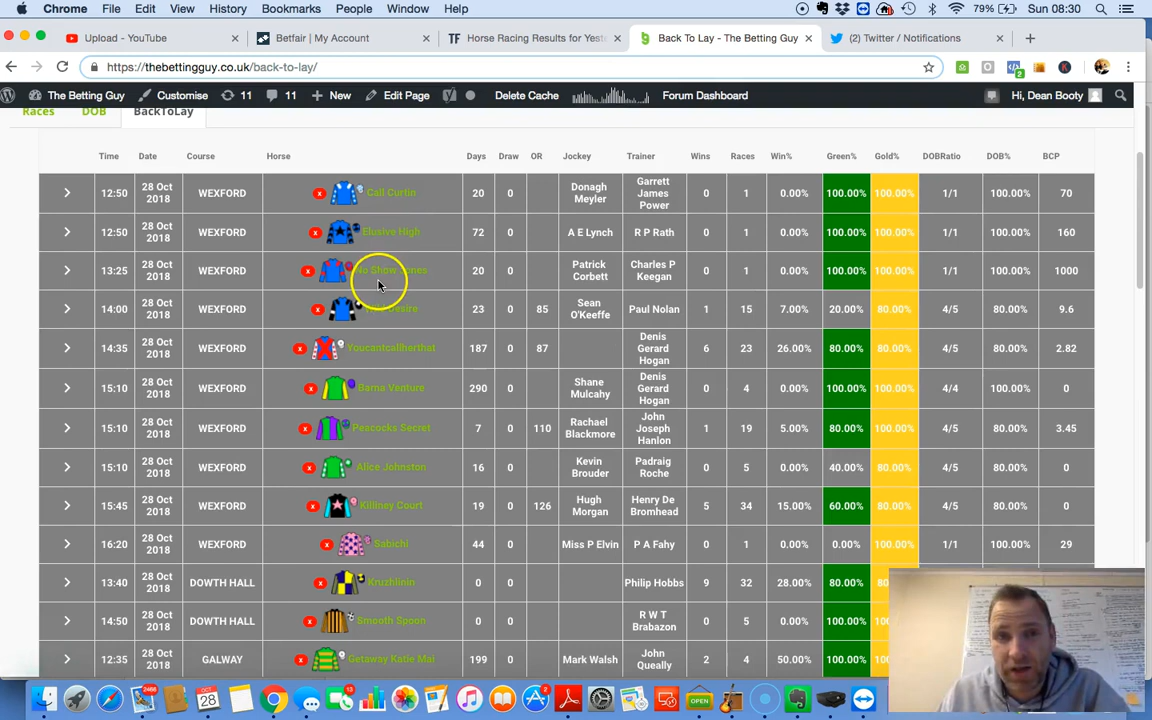 Chrome File Edit View History Bookmarks People Window Help 79% Sun 08:30
Upload - YouTube Betfair | My Account Horse Racing Results for Yest Back To Lay - The Betting Guy (2) Twitter / Notifications
https://thebettingguy.co.uk/back-to-lay/
The Betting Guy Customise 11 11 New Edit Page Delete Cache Forum Dashboard Hi, Dean Booty
Races DOB BackToLay
Time Date Course Horse Days Draw OR Jockey Trainer Wins Races Win% Green% Gold% DOBRatio DOB% BCP
12:50 28 Oct 2018 WEXFORD x Call Curtin 20 0 Donagh Meyler Garrett James Power 0 1 0.00% 100.00% 100.00% 1/1 100.00% 70
12:50 28 Oct 2018 WEXFORD x Elusive High 72 0 A E Lynch R P Rath 0 1 0.00% 100.00% 100.00% 1/1 100.00% 160
13:25 28 Oct 2018 WEXFORD x No Show Jones 20 0 Patrick Corbett Charles P Keegan 0 1 0.00% 100.00% 100.00% 1/1 100.00% 1000
14:00 28 Oct 2018 WEXFORD x Desire 23 0 85 Sean O'Keeffe Paul Nolan 1 15 7.00% 20.00% 80.00% 4/5 80.00% 9.6
14:35 28 Oct 2018 WEXFORD x Youcantcallherthat 187 0 87 Denis Gerard Hogan 6 23 26.00% 80.00% 80.00% 4/5 80.00% 2.82
15:10 28 Oct 2018 WEXFORD x Bama Venture 290 0 Shane Mulcahy Denis Gerard Hogan 0 4 0.00% 100.00% 100.00% 4/4 100.00% 0
15:10 28 Oct 2018 WEXFORD x Peacocks Secret 7 0 110 Rachael Blackmore John Joseph Hanlon 1 19 5.00% 80.00% 100.00% 4/5 80.00% 3.45
15:10 28 Oct 2018 WEXFORD x Alice Johnston 16 0 Kevin Brouder Padraig Roche 0 5 0.00% 40.00% 80.00% 4/5 80.00% 0
15:45 28 Oct 2018 WEXFORD x Killiney Court 19 0 126 Hugh Morgan Henry De Bromhead 5 34 15.00% 60.00% 80.00% 4/5 80.00% 0
16:20 28 Oct 2018 WEXFORD x Sabichi 44 0 Miss P Elvin P A Fahy 0 1 0.00% 0.00% 100.00% 1/1 100.00% 29
13:40 28 Oct 2018 DOWTH HALL x Kruzhlinin 0 0 Philip Hobbs 9 32 28.00% 80.00%
14:50 28 Oct 2018 DOWTH HALL x Smooth Spoon 0 0 R W T Brabazon 0 5 0.00% 100.00%
12:35 28 Oct 2018 GALWAY x Getaway Katie Mai 199 0 Mark Walsh John Queally 2 4 50.00% 100.00%